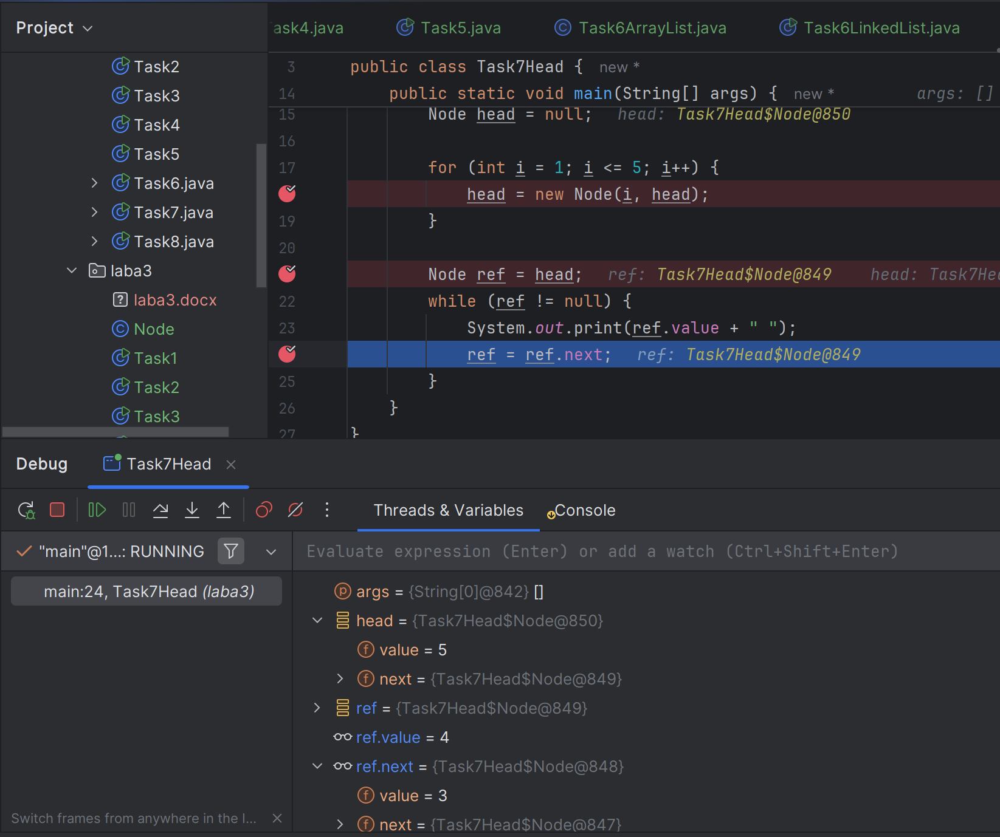 Project
ask4.java Task5.java Task6ArrayList.java Task6LinkedList.java
Task2
Task3
Task4
Task5
Task6.java
Task7.java
Task8.java
laba3
laba3.docx
Node
Task1
Task2
Task3
3 public class Task7Head { new *
14 public static void main(String[] args) { new * args: []
15 Node head = null; head: Task7Head$Node@850
16
17 for (int i = 1; i <= 5; i++) {
head = new Node(i, head);
19 }
20
Node ref = head; ref: Task7Head$Node@849 head: Task7Hea
22 while (ref != null) {
23 System.out.print(ref.value + " ");
ref = ref.next; ref: Task7Head$Node@849
25 }
26 }
27 }
Debug Task7Head
Threads & Variables Console
"main"@1...: RUNNING
Evaluate expression (Enter) or add a watch (Ctrl+Shift+Enter)
main:24, Task7Head (laba3)
args = {String[0]@842} []
head = {Task7Head$Node@850}
value = 5
next = {Task7Head$Node@849}
ref = {Task7Head$Node@849}
ref.value = 4
ref.next = {Task7Head$Node@848}
value = 3
next = {Task7Head$Node@847}
Switch frames from anywhere in the I...